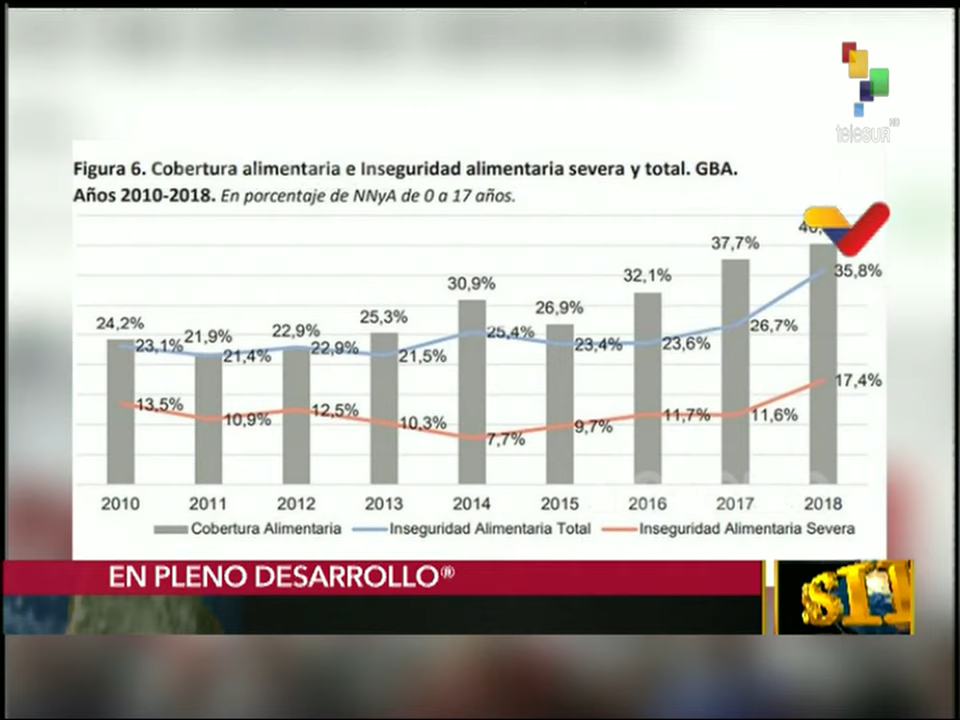 telesur HD
Figura 6. Cobertura alimentaria e Inseguridad alimentaria severa y total. GBA.
Años 2010-2018. En porcentaje de NNyA de 0 a 17 años.
24,2% 21,9% 22,9% 25,3% 30,9% 26,9% 32,1% 37,7%
23,1% 21,4% 22,9% 21,5% 25,4% 23,4% 23,6% 26,7% 35,8%
13,5% 10,9% 12,5% 10,3% 7,7% 9,7% 11,7% 11,6% 17,4%
2010 2011 2012 2013 2014 2015 2016 2017 2018
Cobertura Alimentaria Inseguridad Alimentaria Total Inseguridad Alimentaria Severa
EN PLENO DESARROLLO®